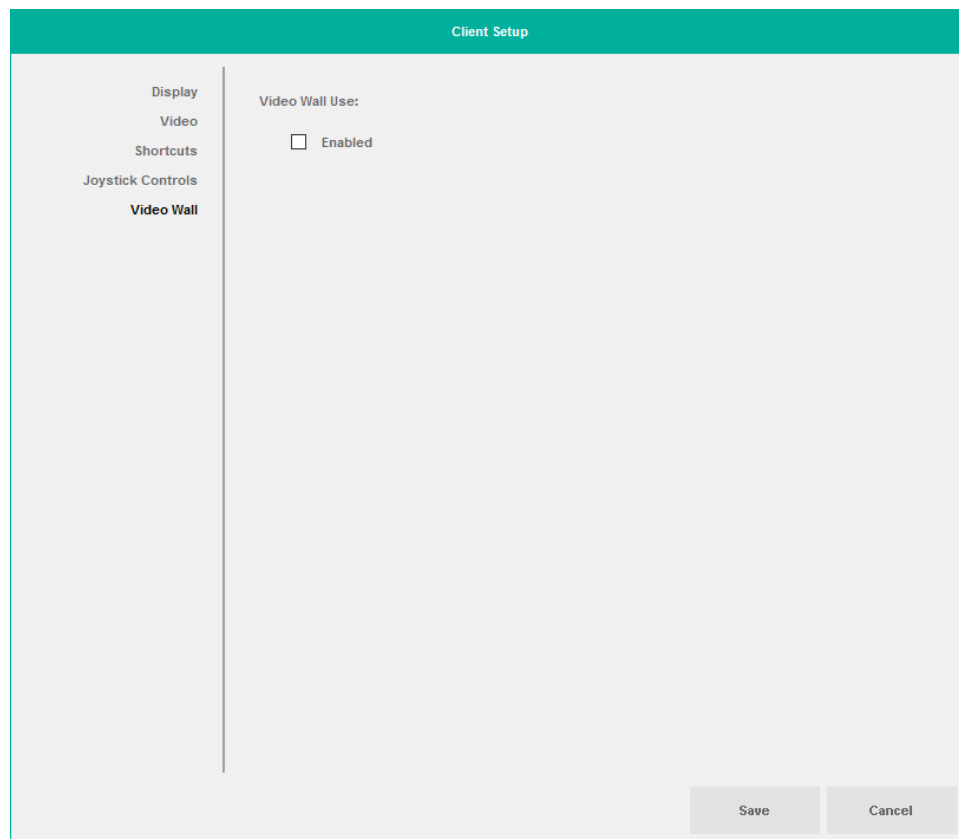 Client Setup
Display
Video
Shortcuts
Joystick Controls
Video Wall
Video Wall Use:
Enabled
Save
Cancel